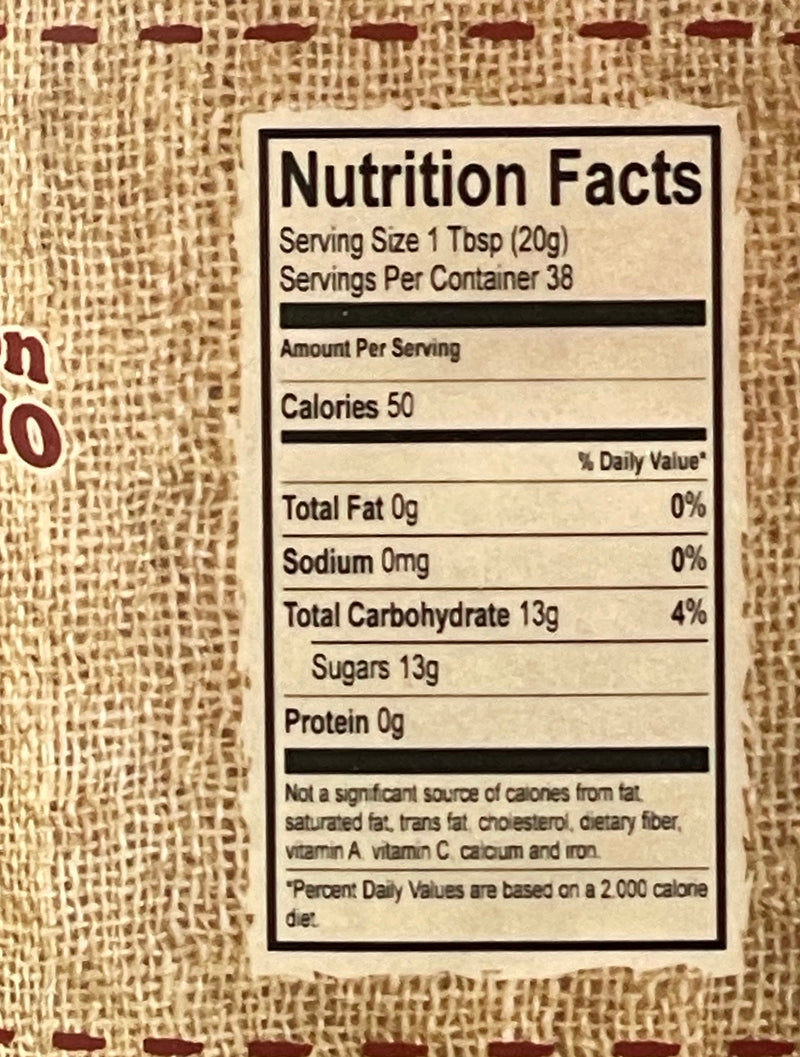 n
10
Nutrition Facts
Serving Size 1 Tbsp (20g)
Servings Per Container 38
Amount Per Serving
Calories 50
% Daily Value*
Total Fat 0g 0%
Sodium 0mg 0%
Total Carbohydrate 13g 4%
Sugars 13g
Protein 0g
Not a significant source of calories from fat,
saturated fat, trans fat, cholesterol, dietary fiber,
vitamin A, vitamin C, calcium and iron.
*Percent Daily Values are based on a 2,000 calorie
diet.